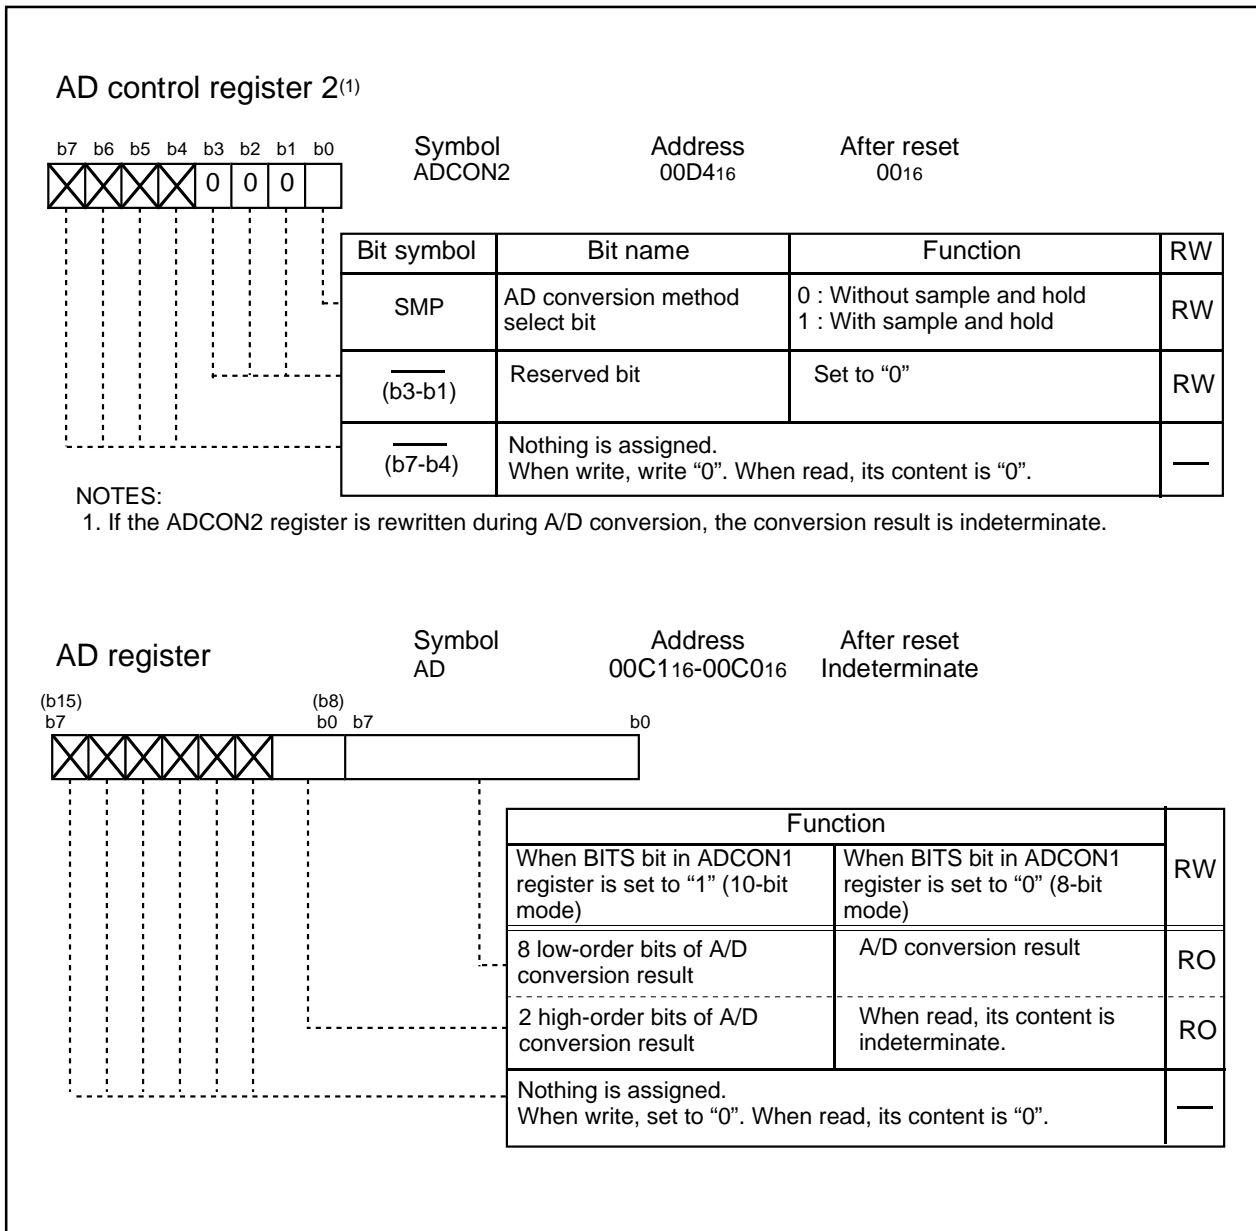 AD control register 2(1)
b7 b6 b5 b4 b3 b2 b1 b0
0 0 0
Symbol Address After reset
ADCON2 00D416 0016
Bit symbol Bit name Function RW
SMP
AD conversion method
select bit
0 : Without sample and hold
1 : With sample and hold
RW
(b3-b1)
Reserved bit
Set to “0”
RW
(b7-b4)
Nothing is assigned.
When write, write “0”. When read, its content is “0”.
—
NOTES:
1. If the ADCON2 register is rewritten during A/D conversion, the conversion result is indeterminate.
AD register
Symbol Address After reset
AD 00C116-00C016 Indeterminate
(b15) (b8)
b7 b0 b7 b0
Function
RW
When BITS bit in ADCON1
register is set to “1” (10-bit
mode)
When BITS bit in ADCON1
register is set to “0” (8-bit
mode)
8 low-order bits of A/D
conversion result
A/D conversion result
RO
2 high-order bits of A/D
conversion result
When read, its content is
indeterminate.
RO
Nothing is assigned.
When write, set to “0”. When read, its content is “0”.
—